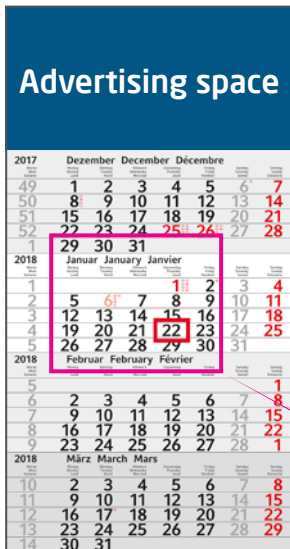 Advertising space
2017 Dezember December Décembre
49 1 2 3 4 5 6 7
50 8 9 10 11 12 13 14
51 15 16 17 18 19 20 21
52 22 23 24 25 26 27 28
1 29 30 31
2018 Januar January Janvier
1 1 2 3 4
2 5 6 7 8 9 10 11
3 12 13 14 15 16 17 18
4 19 20 21 22 23 24 25
5 26 27 28 29 30 31
2018 Februar February Février
5 1
6 2 3 4 5 6 7 8
7 9 10 11 12 13 14 15
8 16 17 18 19 20 21 22
9 23 24 25 26 27 28 1
2018 März March Mars
10 2 3 4 5 6 7 8
11 9 10 11 12 13 14 15
12 16 17 18 19 20 21 22
13 23 24 25 26 27 28 29
14 30 31